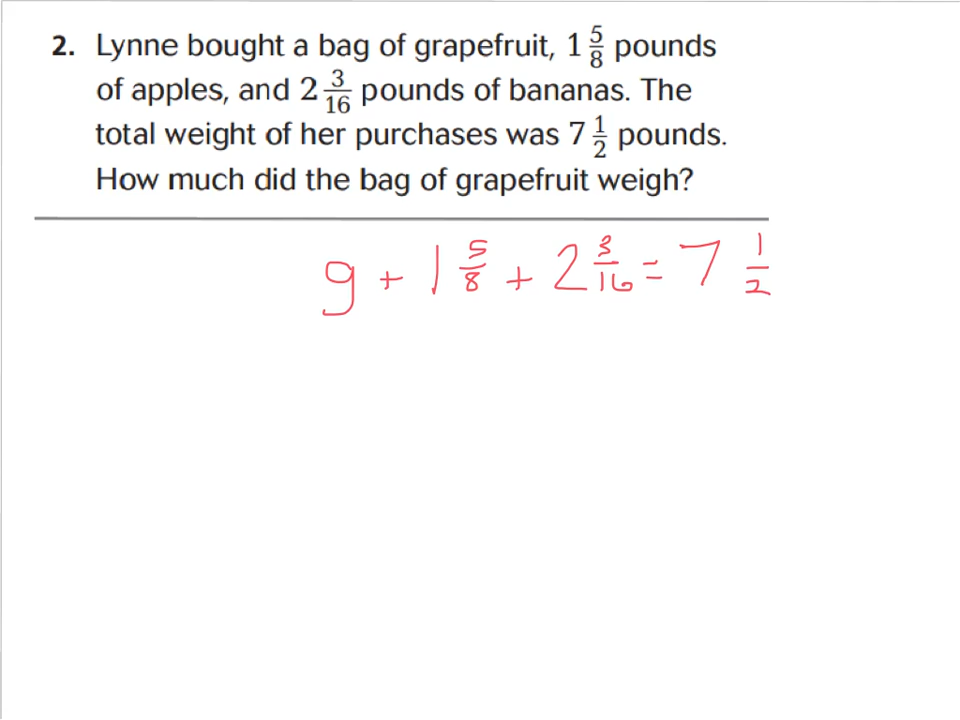 2. Lynne bought a bag of grapefruit, 1 5/8 pounds
of apples, and 2 3/16 pounds of bananas. The
total weight of her purchases was 7 1/2 pounds.
How much did the bag of grapefruit weigh?
g + 1 5/8 + 2 3/16 = 7 1/2